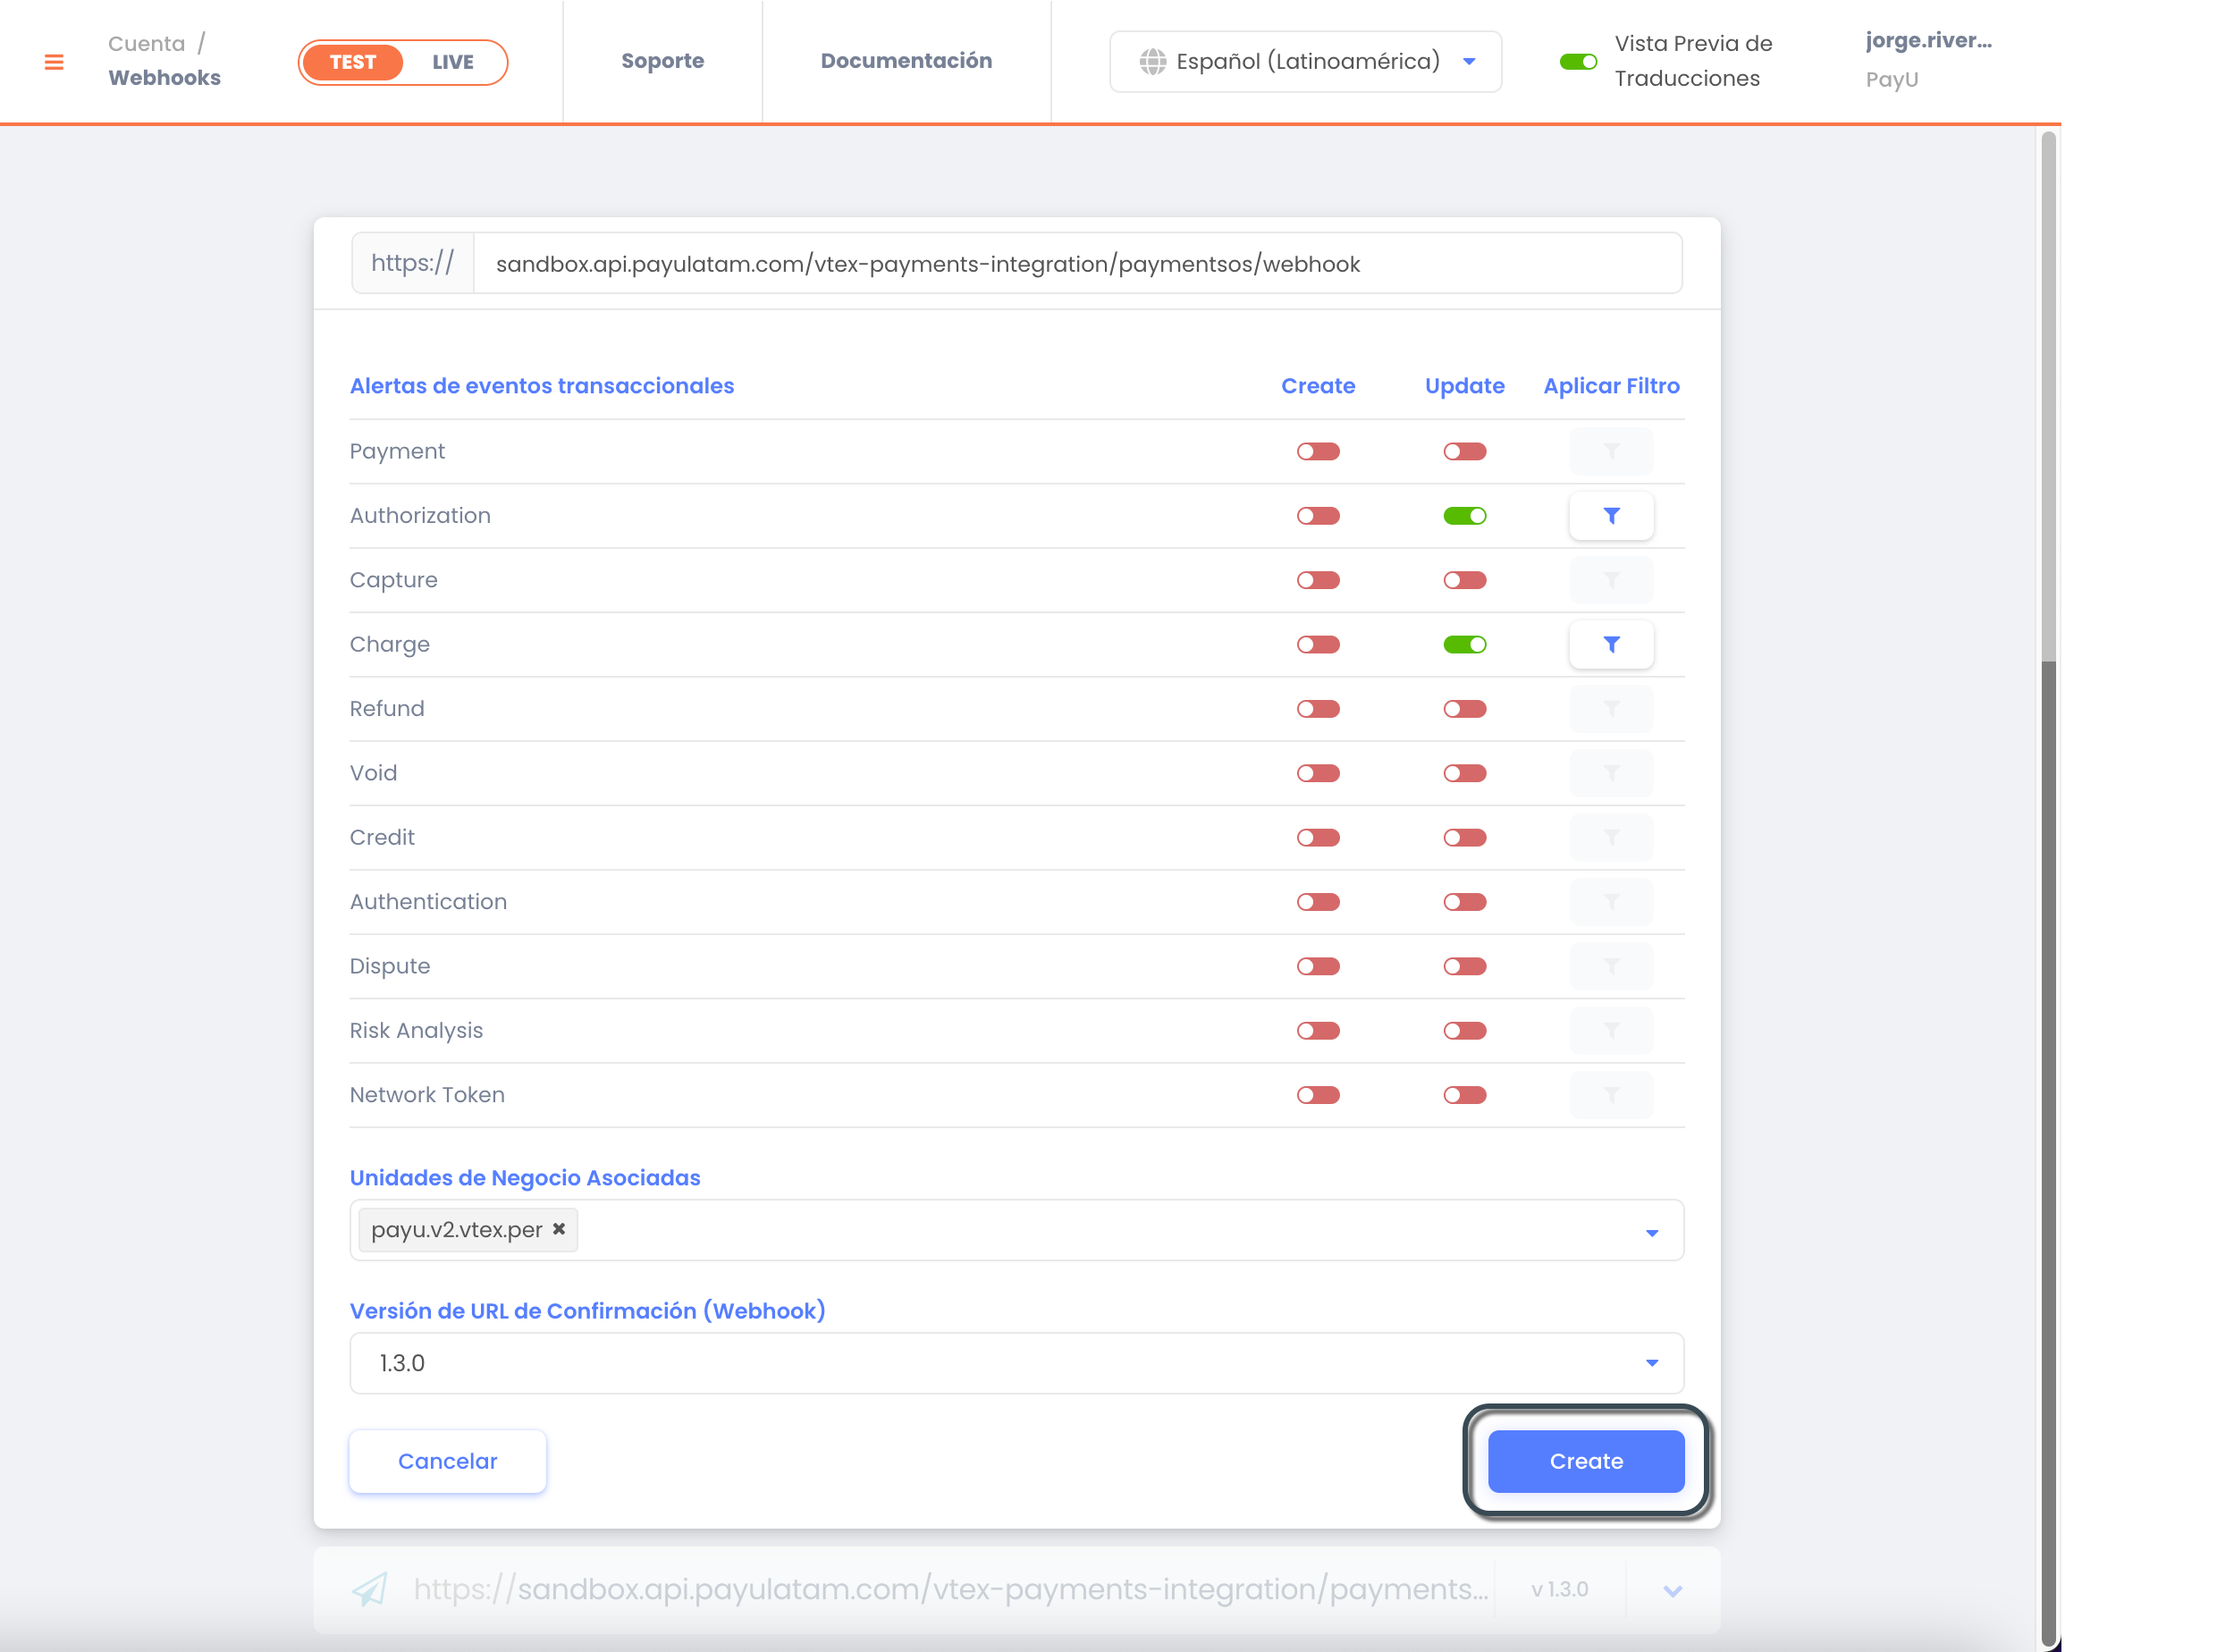 Cuenta /
Webhooks
TEST LIVE
Soporte
Documentación
Español (Latinoamérica)
Vista Previa de
Traducciones
jorge.river...
PayU
https:// sandbox.api.payulatam.com/vtex-payments-integration/paymentsos/webhook
Alertas de eventos transaccionales Create Update Aplicar Filtro
Payment
Authorization
Capture
Charge
Refund
Void
Credit
Authentication
Dispute
Risk Analysis
Network Token
Unidades de Negocio Asociadas
payu.v2.vtex.per
Versión de URL de Confirmación (Webhook)
1.3.0
Cancelar Create
https://sandbox.api.payulatam.com/vtex-payments-integration/payments... v 1.3.0